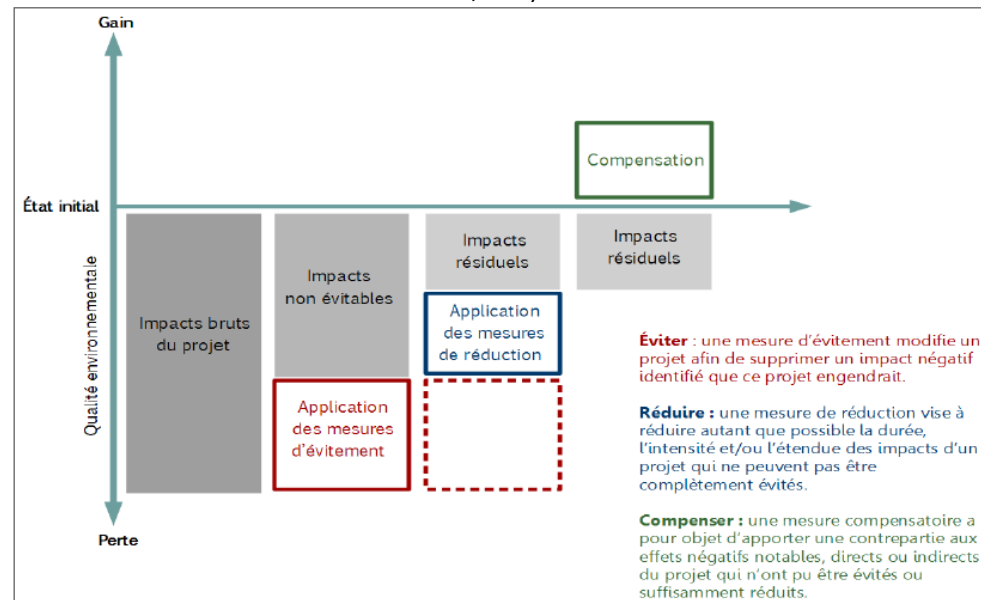 Gain
Compensation
État initial
Qualité environnementale
Impacts bruts
du projet
Impacts
non évitables
Impacts
résiduels
Impacts
résiduels
Application
des mesures
de réduction
Application
des mesures
d'évitement
Perte
Éviter : une mesure d'évitement modifie un
projet afin de supprimer un impact négatif
identifié que ce projet engendrait.
Réduire : une mesure de réduction vise à
réduire autant que possible la durée,
l'intensité et/ou l'étendue des impacts d'un
projet qui ne peuvent pas être
complètement évités.
Compenser : une mesure compensatoire a
pour objet d'apporter une contrepartie aux
effets négatifs notables, directs ou indirects
du projet qui n'ont pu être évités ou
suffisamment réduits.